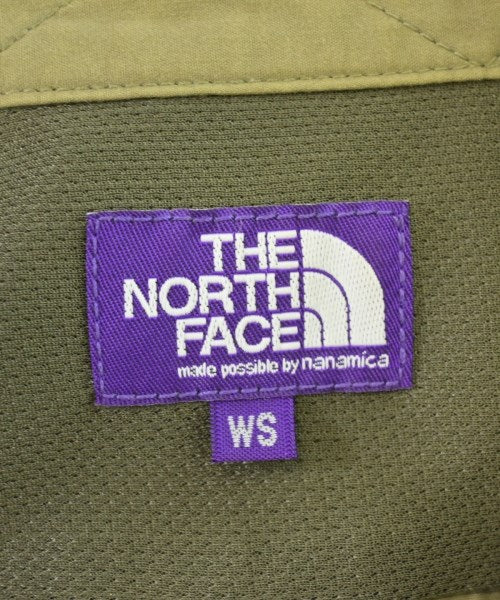 THE
NORTH
FACE
made possible by nanamica
WS